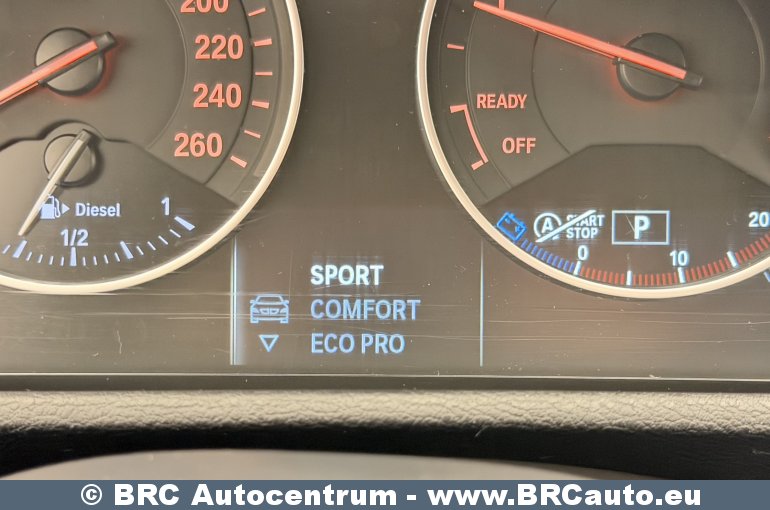 200
220
240
260
Diesel
1/2
1
READY
OFF
A START
STOP
P
0
10
20
SPORT
COMFORT
ECO PRO
© BRC Autocentrum - www.BRCauto.eu